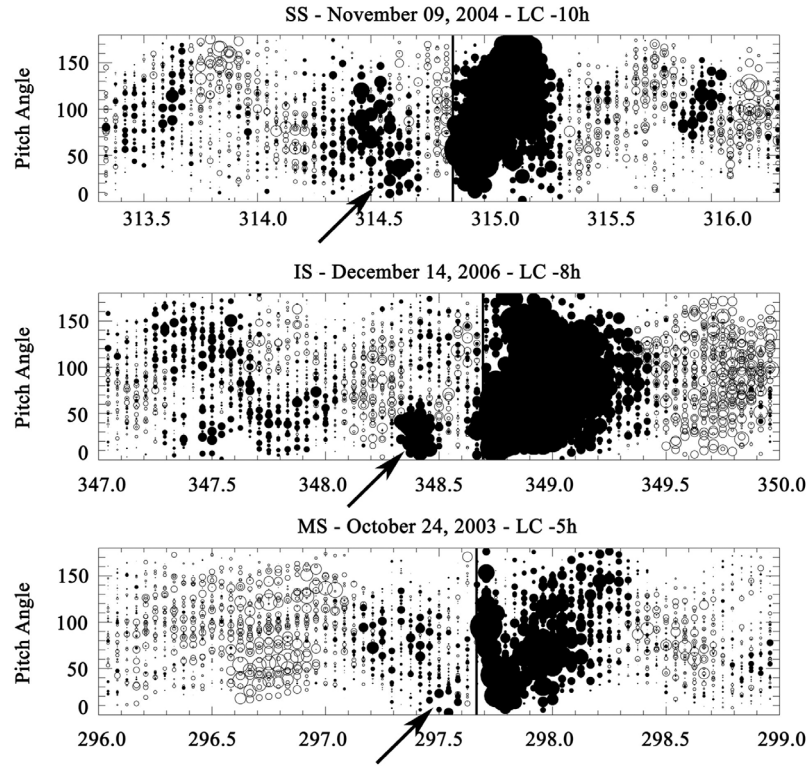 SS - November 09, 2004 - LC -10h
Pitch Angle
150
100
50
0
313.5 314.0 314.5 315.0 315.5 316.0
IS - December 14, 2006 - LC -8h
Pitch Angle
150
100
50
0
347.0 347.5 348.0 348.5 349.0 349.5 350.0
MS - October 24, 2003 - LC -5h
Pitch Angle
150
100
50
0
296.0 296.5 297.0 297.5 298.0 298.5 299.0